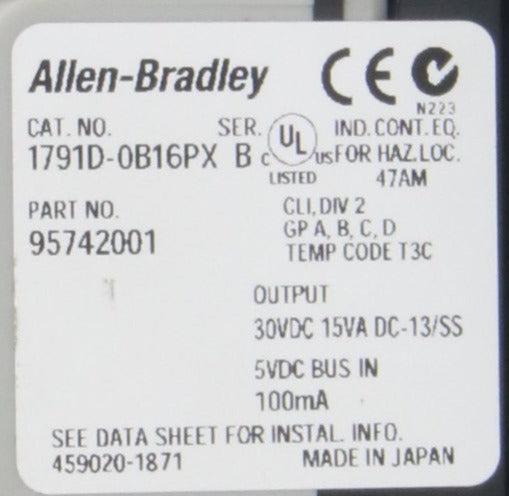 Allen-Bradley
N223
CAT. NO. SER.
1791D-0B16PX B
C UL US
LISTED
IND. CONT. EQ.
FOR HAZ. LOC.
47AM
PART NO.
95742001
CLI, DIV 2
GP A, B, C, D
TEMP CODE T3C
OUTPUT
30VDC 15VA DC-13/SS
5VDC BUS IN
100mA
SEE DATA SHEET FOR INSTAL. INFO.
459020-1871 MADE IN JAPAN